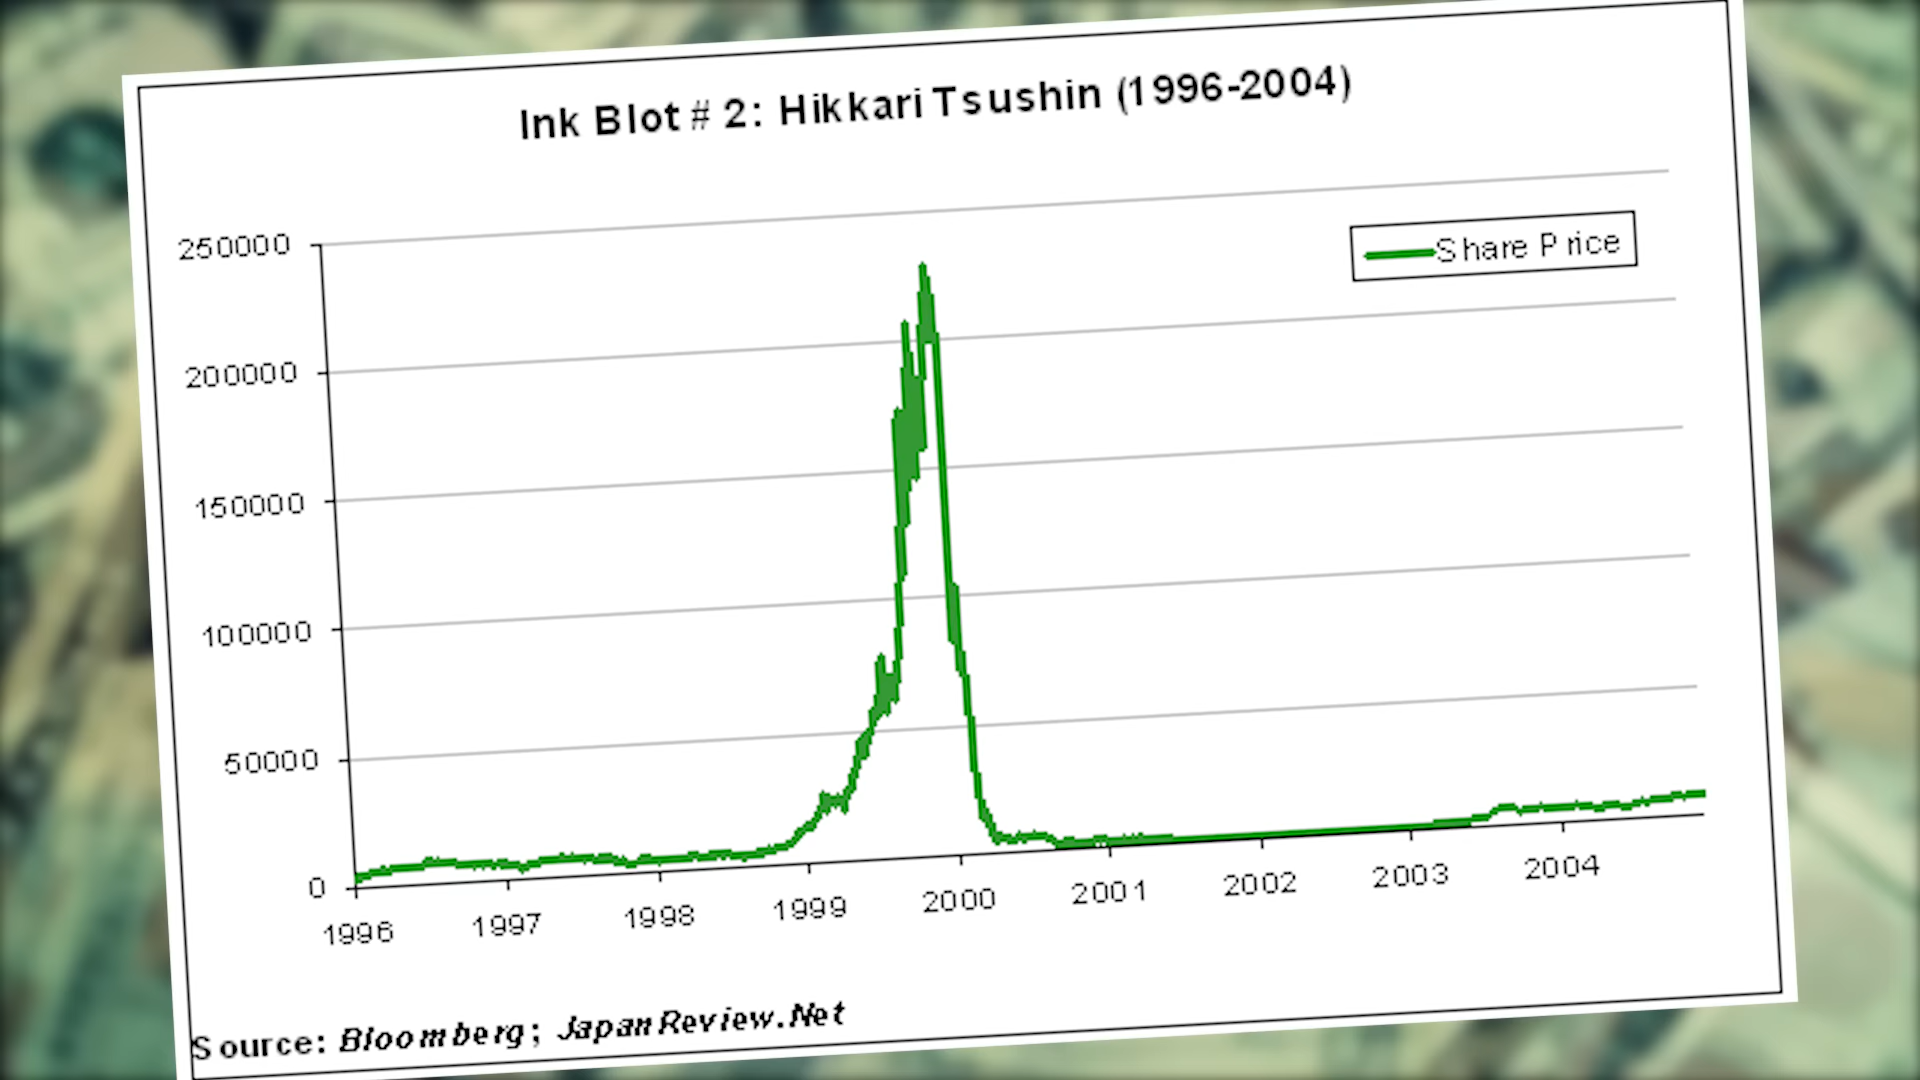 Ink Blot # 2: Hikkari Tsushin (1996-2004)
250000
Share Price
200000
150000
100000
50000
0
1996 1997 1998 1999 2000 2001 2002 2003 2004
Source: Bloomberg; JapanReview.Net